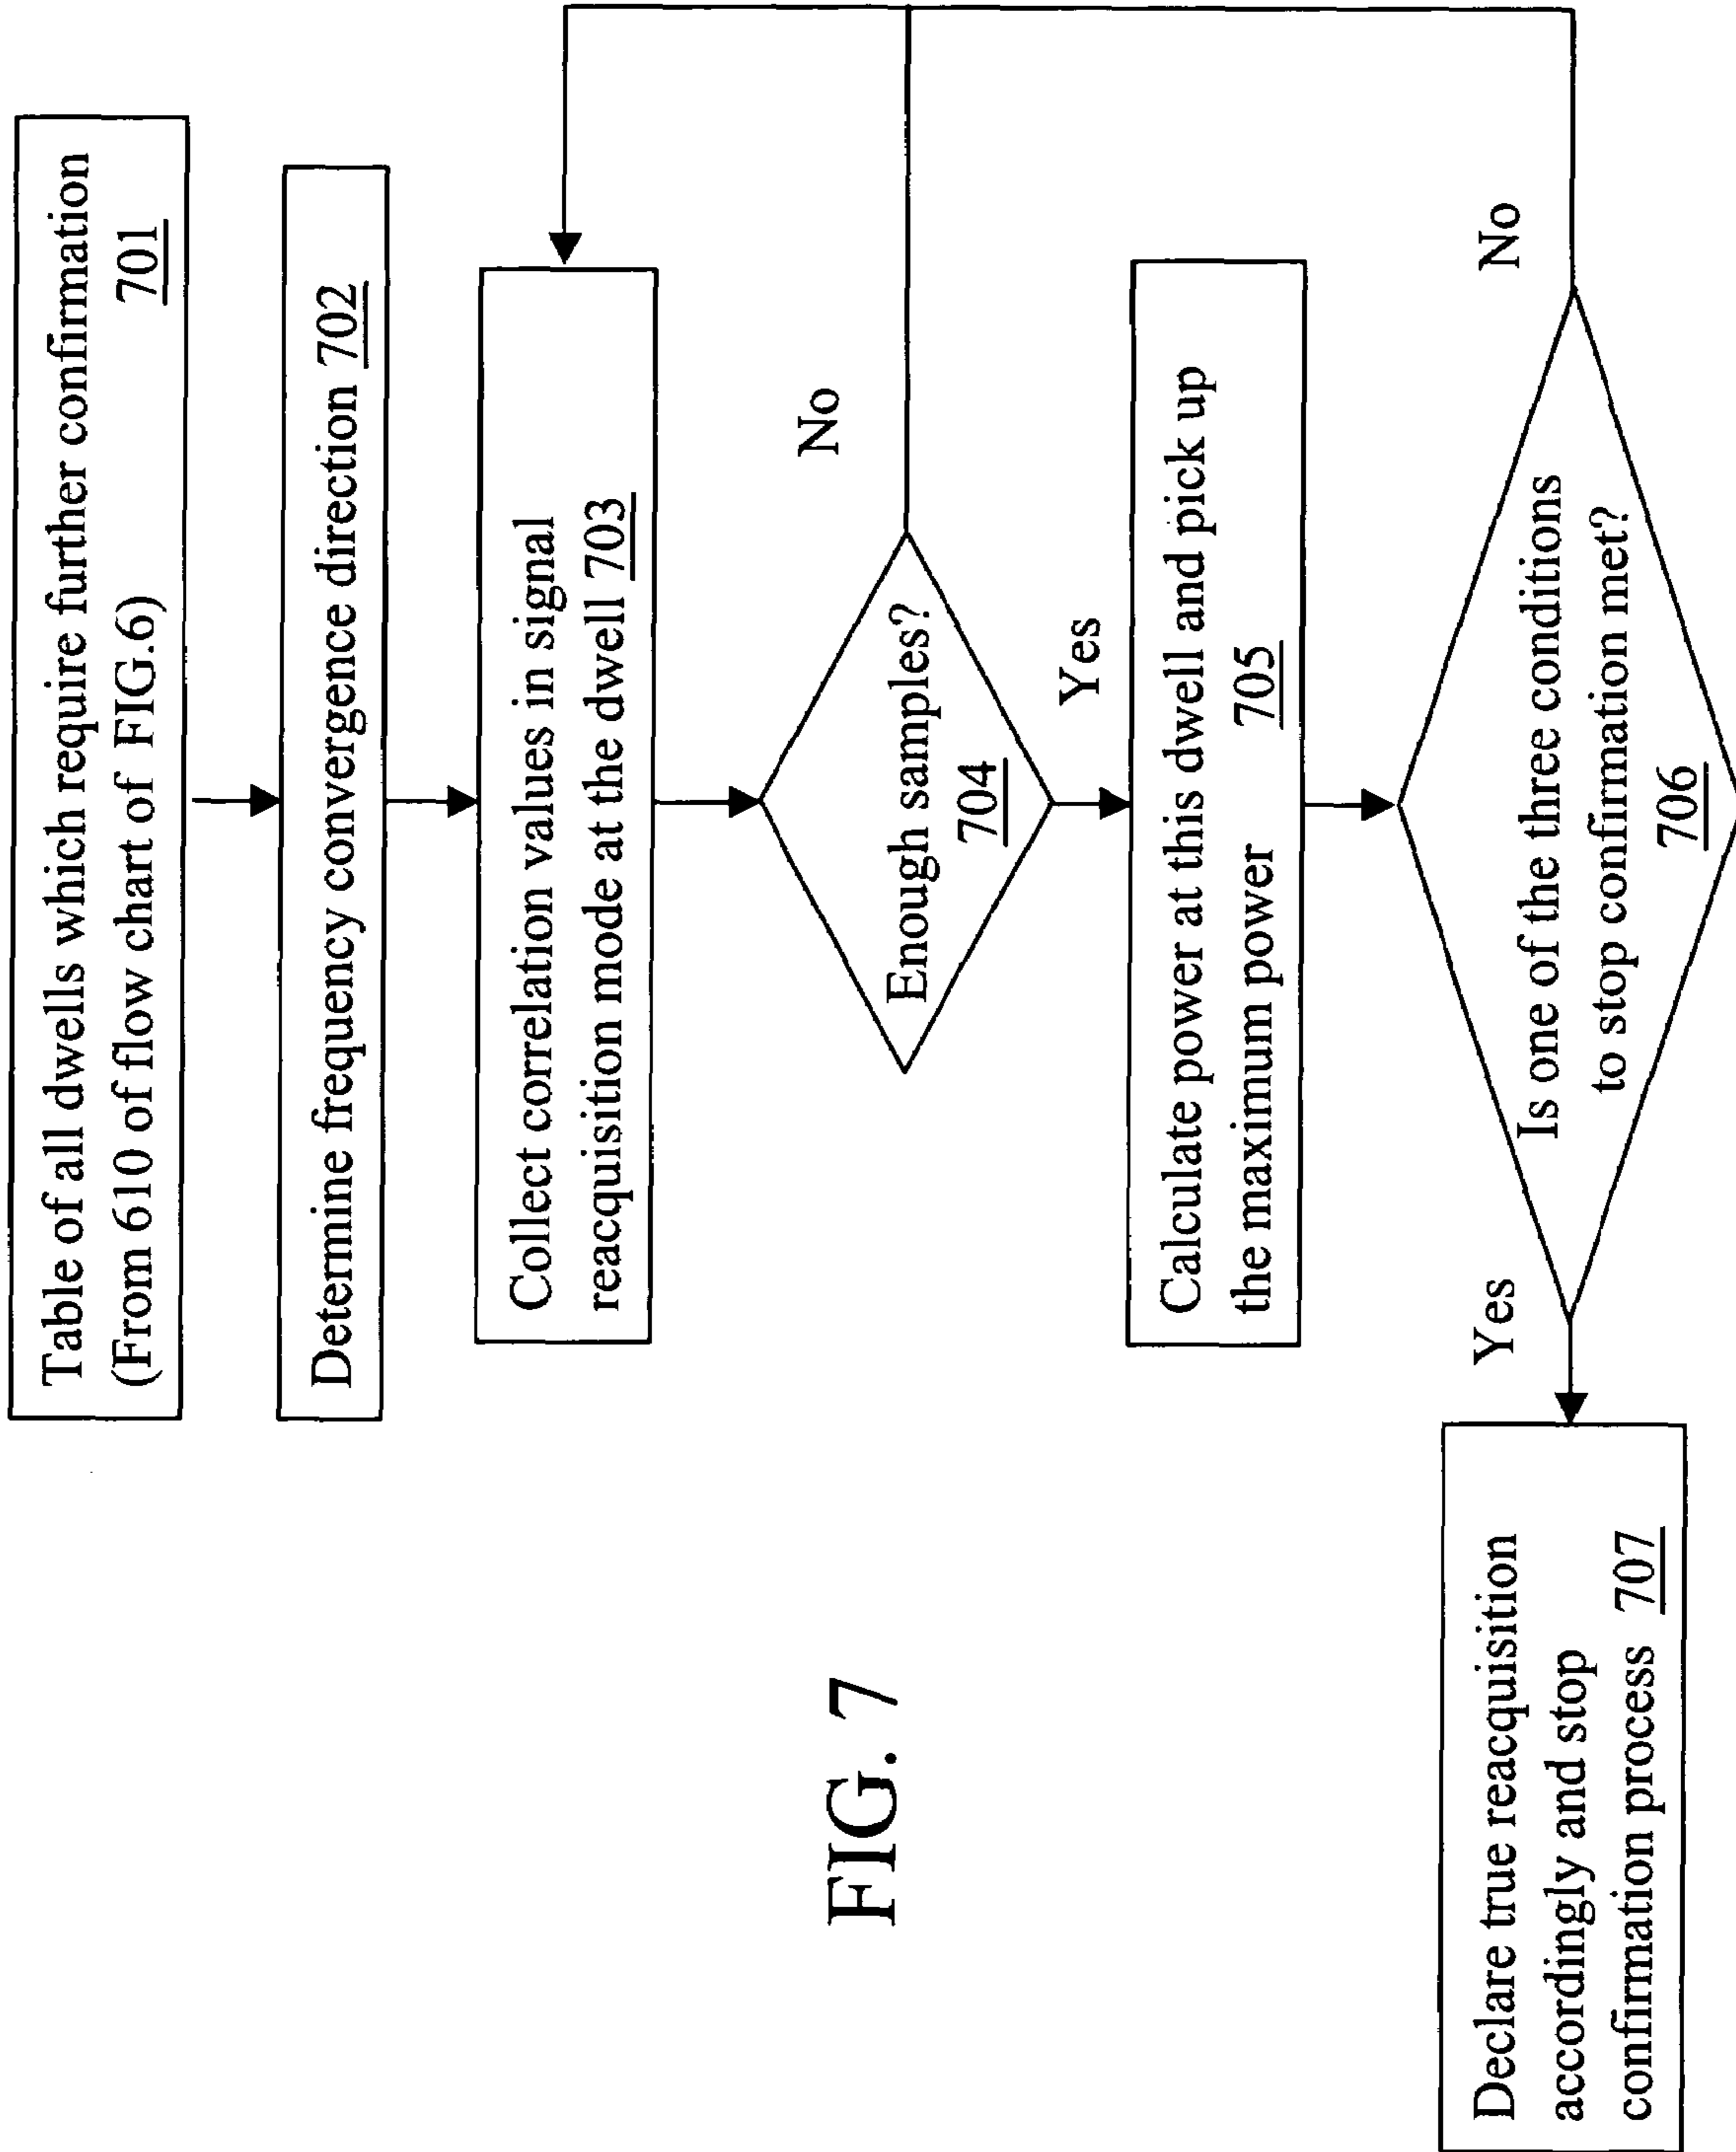 Table of all dwells which require further confirmation
(From 610 of flow chart of FIG.6) 701
Determine frequency convergence direction 702
Collect correlation values in signal
reacquisition mode at the dwell 703
Enough samples?
704
No
Yes
Calculate power at this dwell and pick up
the maximum power 705
Is one of the three conditions
to stop confirmation met?
706
No
Yes
Declare true reacquisition
accordingly and stop
confirmation process 707
FIG. 7